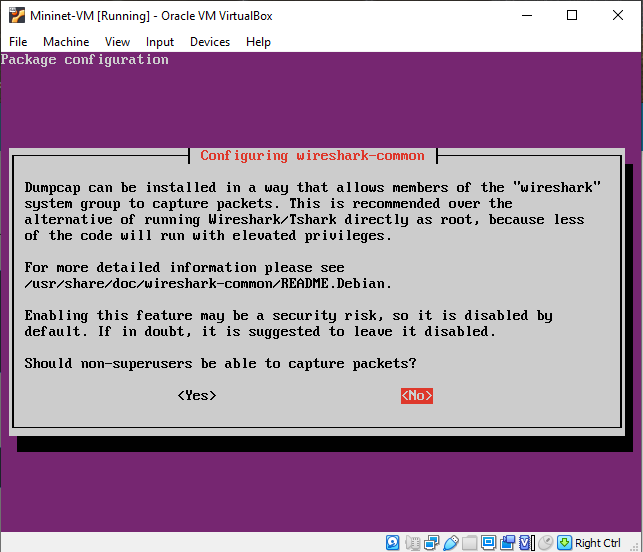 Mininet-VM [Running] - Oracle VM VirtualBox
File Machine View Input Devices Help
Package configuration
Configuring wireshark-common
Dumpcap can be installed in a way that allows members of the "wireshark"
system group to capture packets. This is recommended over the
alternative of running Wireshark/Tshark directly as root, because less
of the code will run with elevated privileges.
For more detailed information please see
/usr/share/doc/wireshark-common/README.Debian.
Enabling this feature may be a security risk, so it is disabled by
default. If in doubt, it is suggested to leave it disabled.
Should non-superusers be able to capture packets?
<Yes> <No>
Right Ctrl